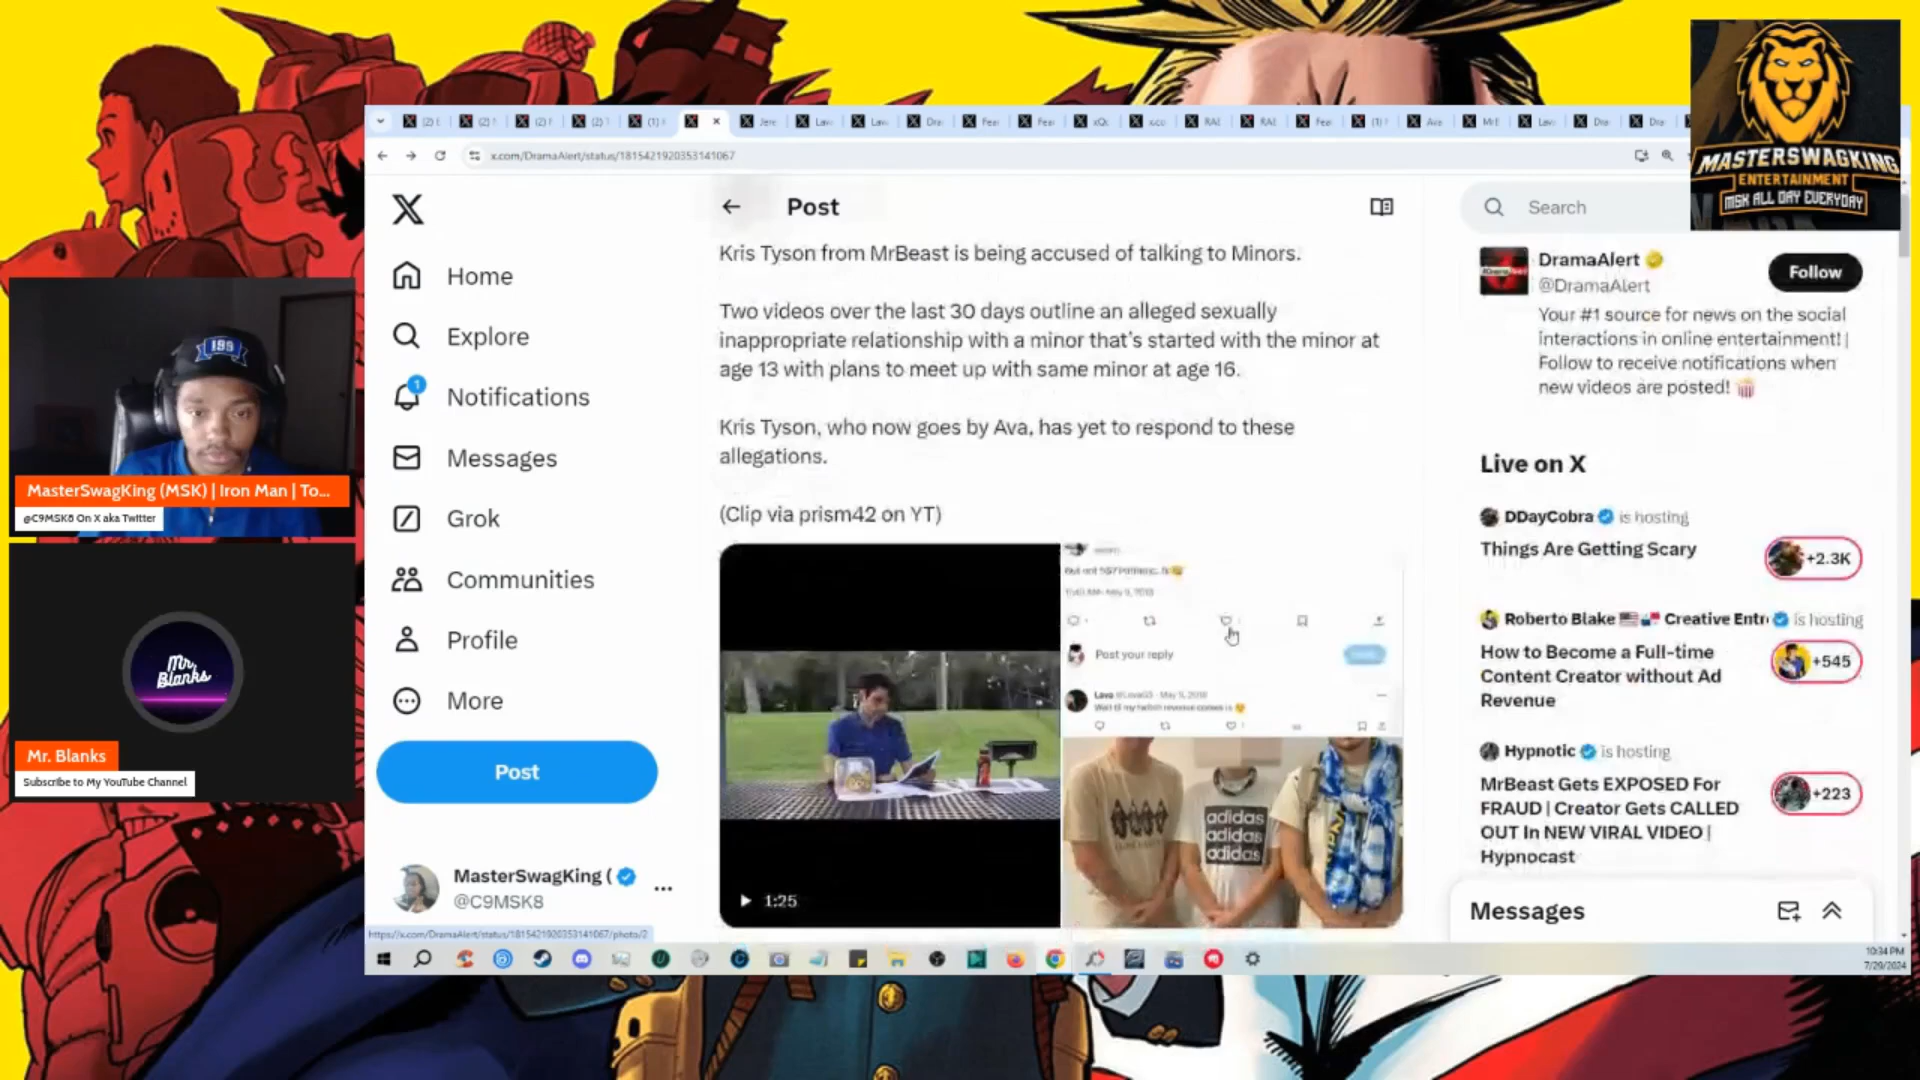 MASTERSWAGKING
ENTERTAINMENT
MSK ALL DAY EVERYDAY
x.com/DramaAlert/status/1815421920353141067
Post
Search
Home
Explore
1
Notifications
Messages
Grok
Communities
Profile
More
Post
MasterSwagKing (
@C9MSK8
Kris Tyson from MrBeast is being accused of talking to Minors.
Two videos over the last 30 days outline an alleged sexually
inappropriate relationship with a minor that's started with the minor at
age 13 with plans to meet up with same minor at age 16.
Kris Tyson, who now goes by Ava, has yet to respond to these
allegations.
(Clip via prism42 on YT)
1:25
Post your reply
adidas
adidas
adidas
DramaAlert
@DramaAlert
Follow
Your #1 source for news on the social
interactions in online entertainment! |
Follow to receive notifications when
new videos are posted! 🍿
Live on X
DDayCobra is hosting
Things Are Getting Scary
+2.3K
Roberto Blake 🇺🇸🇵🇦 Creative Entr is hosting
How to Become a Full-time
Content Creator without Ad
Revenue
+545
Hypnotic is hosting
MrBeast Gets EXPOSED For
FRAUD | Creator Gets CALLED
OUT In NEW VIRAL VIDEO |
Hypnocast
+223
Messages
https://x.com/DramaAlert/status/1815421920353141067/photo/2
10:34 PM
7/29/2024
199
MasterSwagKing (MSK) | Iron Man | To...
@C9MSK8 On X aka Twitter
Mr.
Blanks
Mr. Blanks
Subscribe to My YouTube Channel